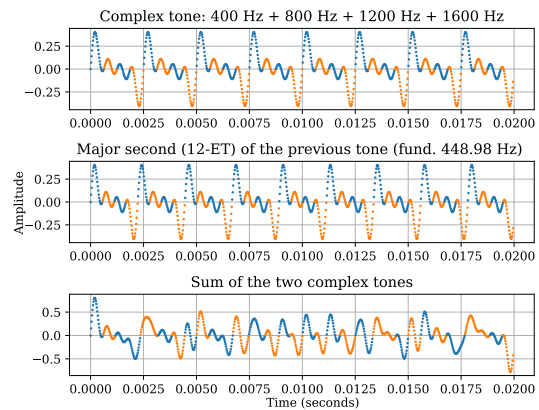 Complex tone: 400 Hz + 800 Hz + 1200 Hz + 1600 Hz
0.25
0.00
−0.25
0.0000 0.0025 0.0050 0.0075 0.0100 0.0125 0.0150 0.0175 0.0200
Major second (12-ET) of the previous tone (fund. 448.98 Hz)
Amplitude
0.25
0.00
−0.25
0.0000 0.0025 0.0050 0.0075 0.0100 0.0125 0.0150 0.0175 0.0200
Sum of the two complex tones
0.5
0.0
−0.5
0.0000 0.0025 0.0050 0.0075 0.0100 0.0125 0.0150 0.0175 0.0200
Time (seconds)